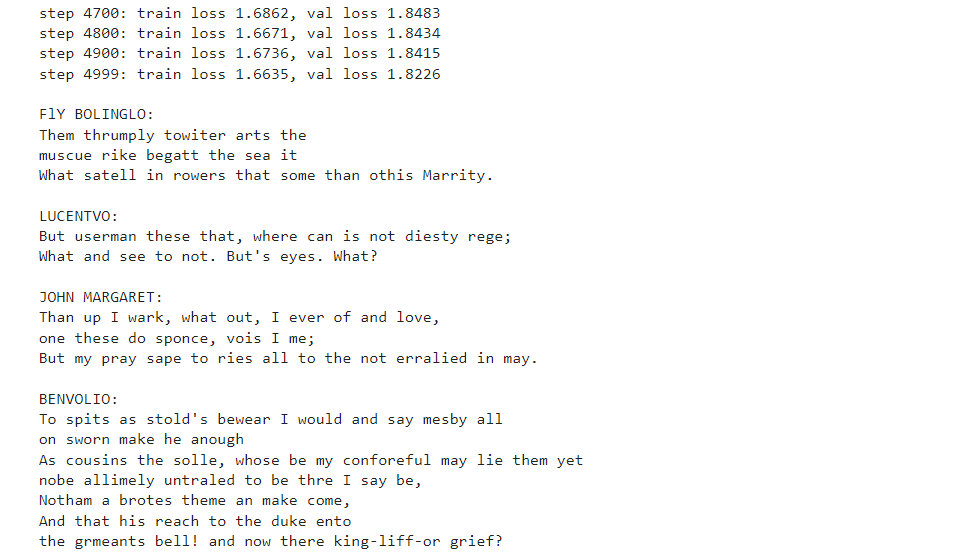 step 4700: train loss 1.6862, val loss 1.8483
step 4800: train loss 1.6671, val loss 1.8434
step 4900: train loss 1.6736, val loss 1.8415
step 4999: train loss 1.6635, val loss 1.8226

FlY BOLINGLO:
Them thrumply towiter arts the
muscue rike begatt the sea it
What satell in rowers that some than othis Marrity.

LUCENTVO:
But userman these that, where can is not diesty rege;
What and see to not. But's eyes. What?

JOHN MARGARET:
Than up I wark, what out, I ever of and love,
one these do sponce, vois I me;
But my pray sape to ries all to the not erralied in may.

BENVOLIO:
To spits as stold's bewear I would and say mesby all
on sworn make he anough
As cousins the solle, whose be my conforeful may lie them yet
nobe allimely untraled to be thre I say be,
Notham a brotes theme an make come,
And that his reach to the duke ento
the grmeants bell! and now there king-liff-or grief?